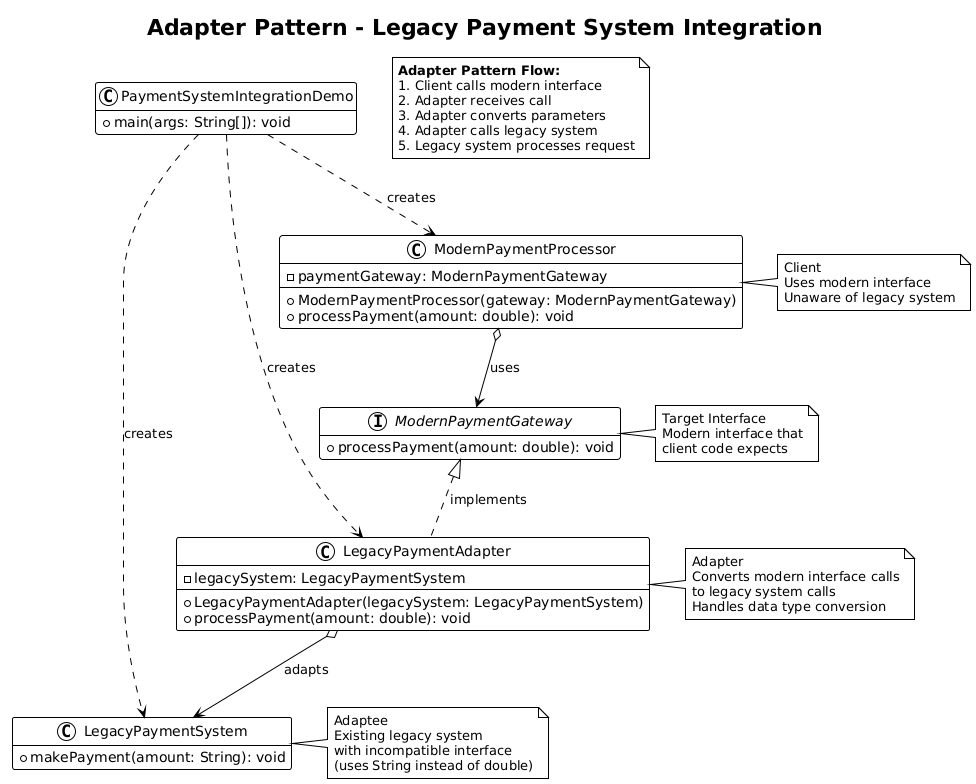 Adapter Pattern - Legacy Payment System Integration
C PaymentSystemIntegrationDemo
main(args: String[]): void
Adapter Pattern Flow:
1. Client calls modern interface
2. Adapter receives call
3. Adapter converts parameters
4. Adapter calls legacy system
5. Legacy system processes request
creates
C ModernPaymentProcessor
paymentGateway: ModernPaymentGateway
ModernPaymentProcessor(gateway: ModernPaymentGateway)
processPayment(amount: double): void
Client
Uses modern interface
Unaware of legacy system
creates
uses
creates
I ModernPaymentGateway
processPayment(amount: double): void
Target Interface
Modern interface that
client code expects
implements
C LegacyPaymentAdapter
legacySystem: LegacyPaymentSystem
LegacyPaymentAdapter(legacySystem: LegacyPaymentSystem)
processPayment(amount: double): void
Adapter
Converts modern interface calls
to legacy system calls
Handles data type conversion
adapts
C LegacyPaymentSystem
makePayment(amount: String): void
Adaptee
Existing legacy system
with incompatible interface
(uses String instead of double)